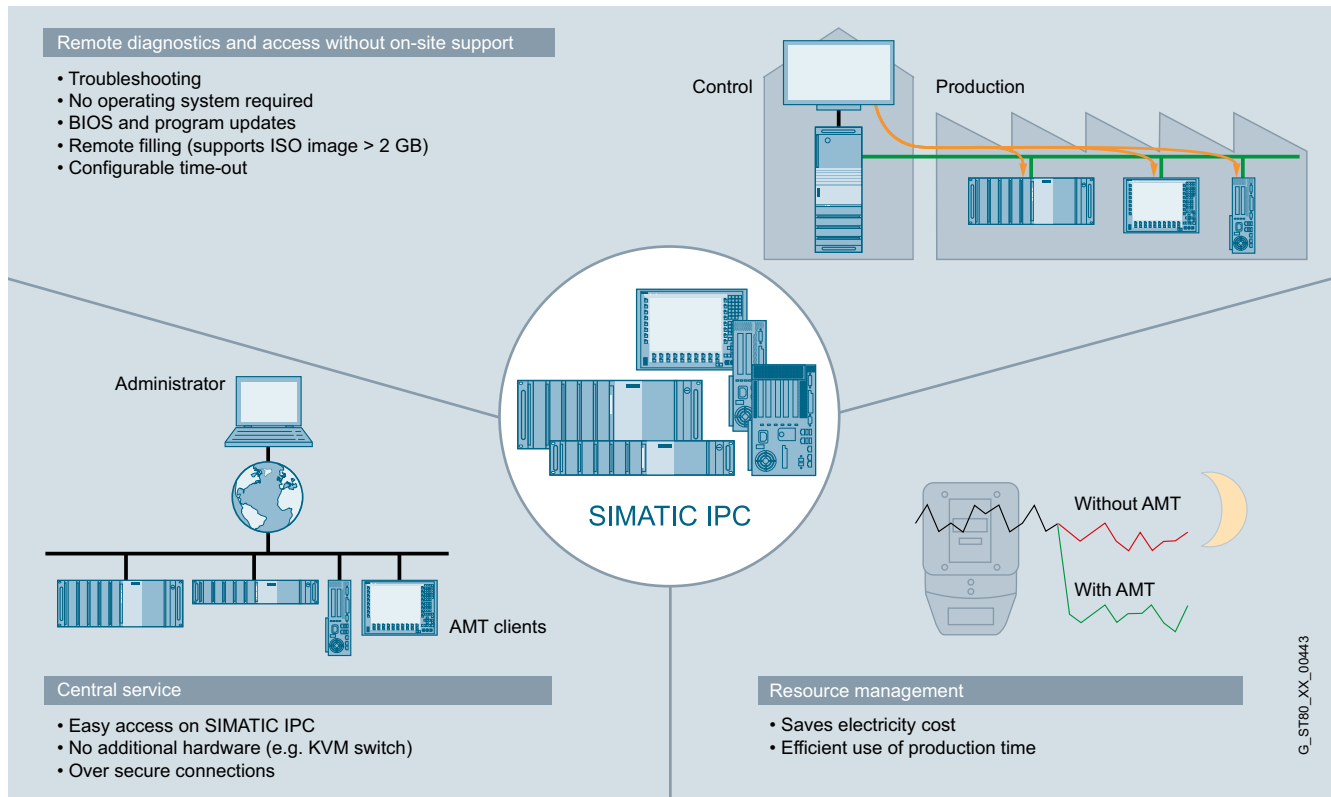 Remote diagnostics and access without on-site support
• Troubleshooting
• No operating system required
• BIOS and program updates
• Remote filling (supports ISO image > 2 GB)
• Configurable time-out
Control
Production
SIMATIC IPC
Administrator
AMT clients
Central service
• Easy access on SIMATIC IPC
• No additional hardware (e.g. KVM switch)
• Over secure connections
Without AMT
With AMT
Resource management
• Saves electricity cost
• Efficient use of production time
G_ST80_XX_00443